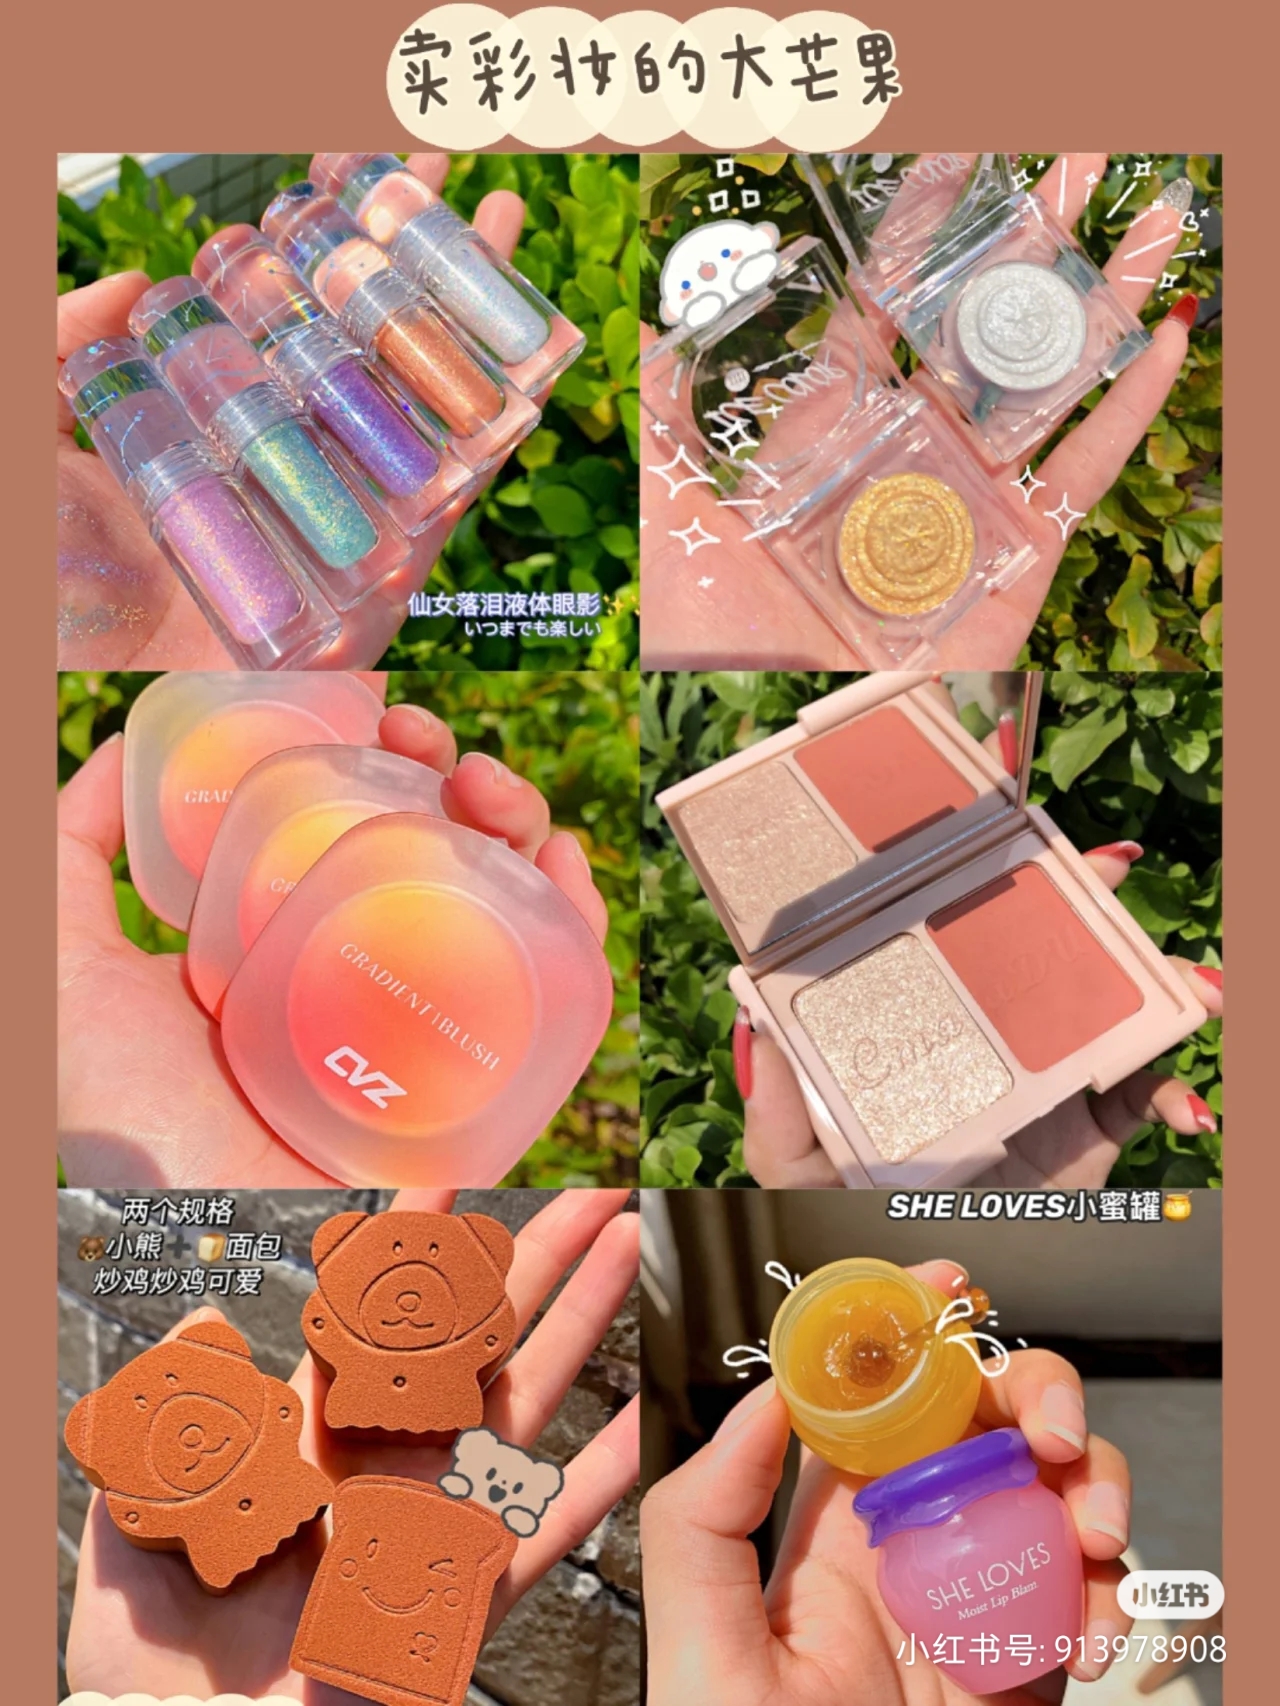 卖彩妆的大芒果
仙女落泪液体眼影✨
いつまでも楽しい
GRAD
GR
GRADIENT | BLUSH
CVZ
两个规格
🐻小熊➕🍞面包
炒鸡炒鸡可爱
SHE LOVES小蜜罐🍯
SHE LOVES
Moist Lip Blam
小红书
小红书号: 913978908